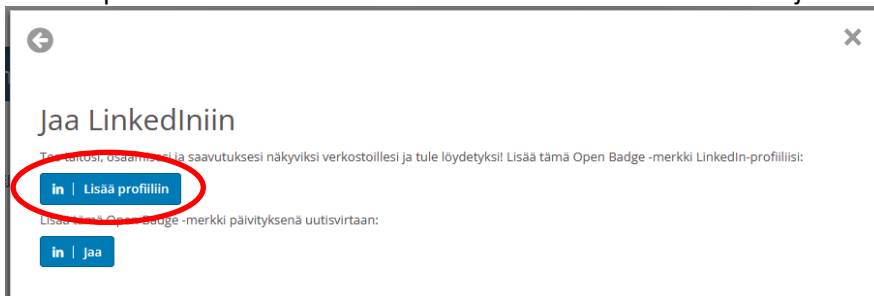 Jaa LinkedIniin
Tee taitosi, osaamisesi ja saavutuksesi näkyviksi verkostoillesi ja tule löydetyksi! Lisää tämä Open Badge -merkki LinkedIn-profiiliisi:
in | Lisää profiiliin
Lisää tämä Open Badge -merkki päivityksenä uutisvirtaan:
in | Jaa